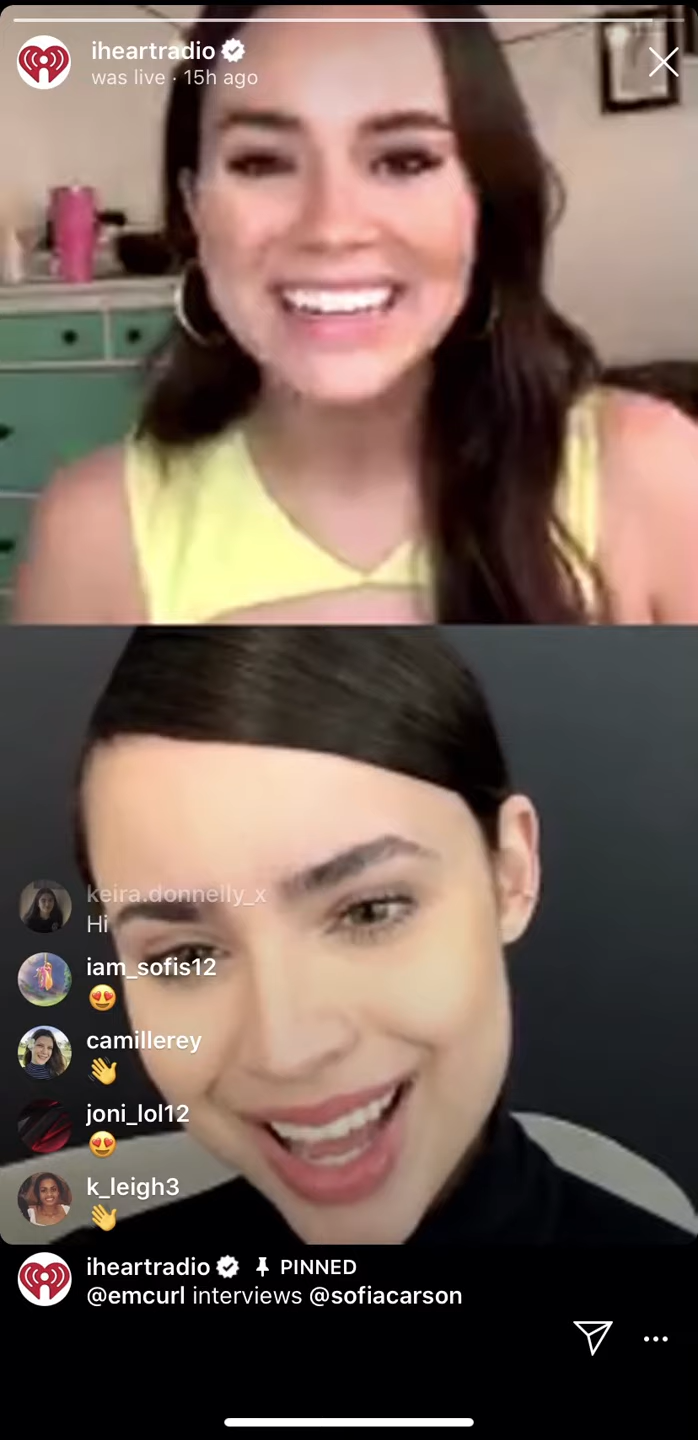 iheartradio
was live · 15h ago
keira.donnelly_x
Hi
iam_sofis12
😍
camillerey
👋
joni_lol12
😍
k_leigh3
👋
iheartradio PINNED
@emcurl interviews @sofiacarson